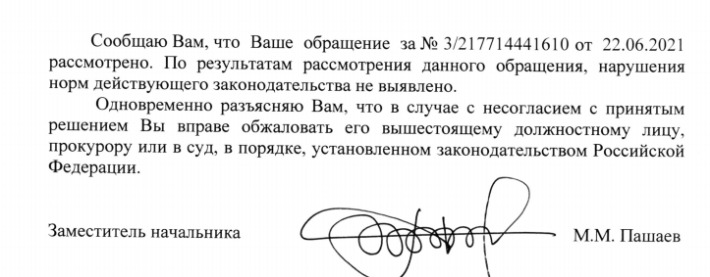 Сообщаю Вам, что Ваше обращение за № 3/217714441610 от 22.06.2021
рассмотрено. По результатам рассмотрения данного обращения, нарушения
норм действующего законодательства не выявлено.
Одновременно разъясняю Вам, что в случае с несогласием с принятым
решением Вы вправе обжаловать его вышестоящему должностному лицу,
прокурору или в суд, в порядке, установленном законодательством Российской
Федерации.
Заместитель начальника М.М. Пашаев